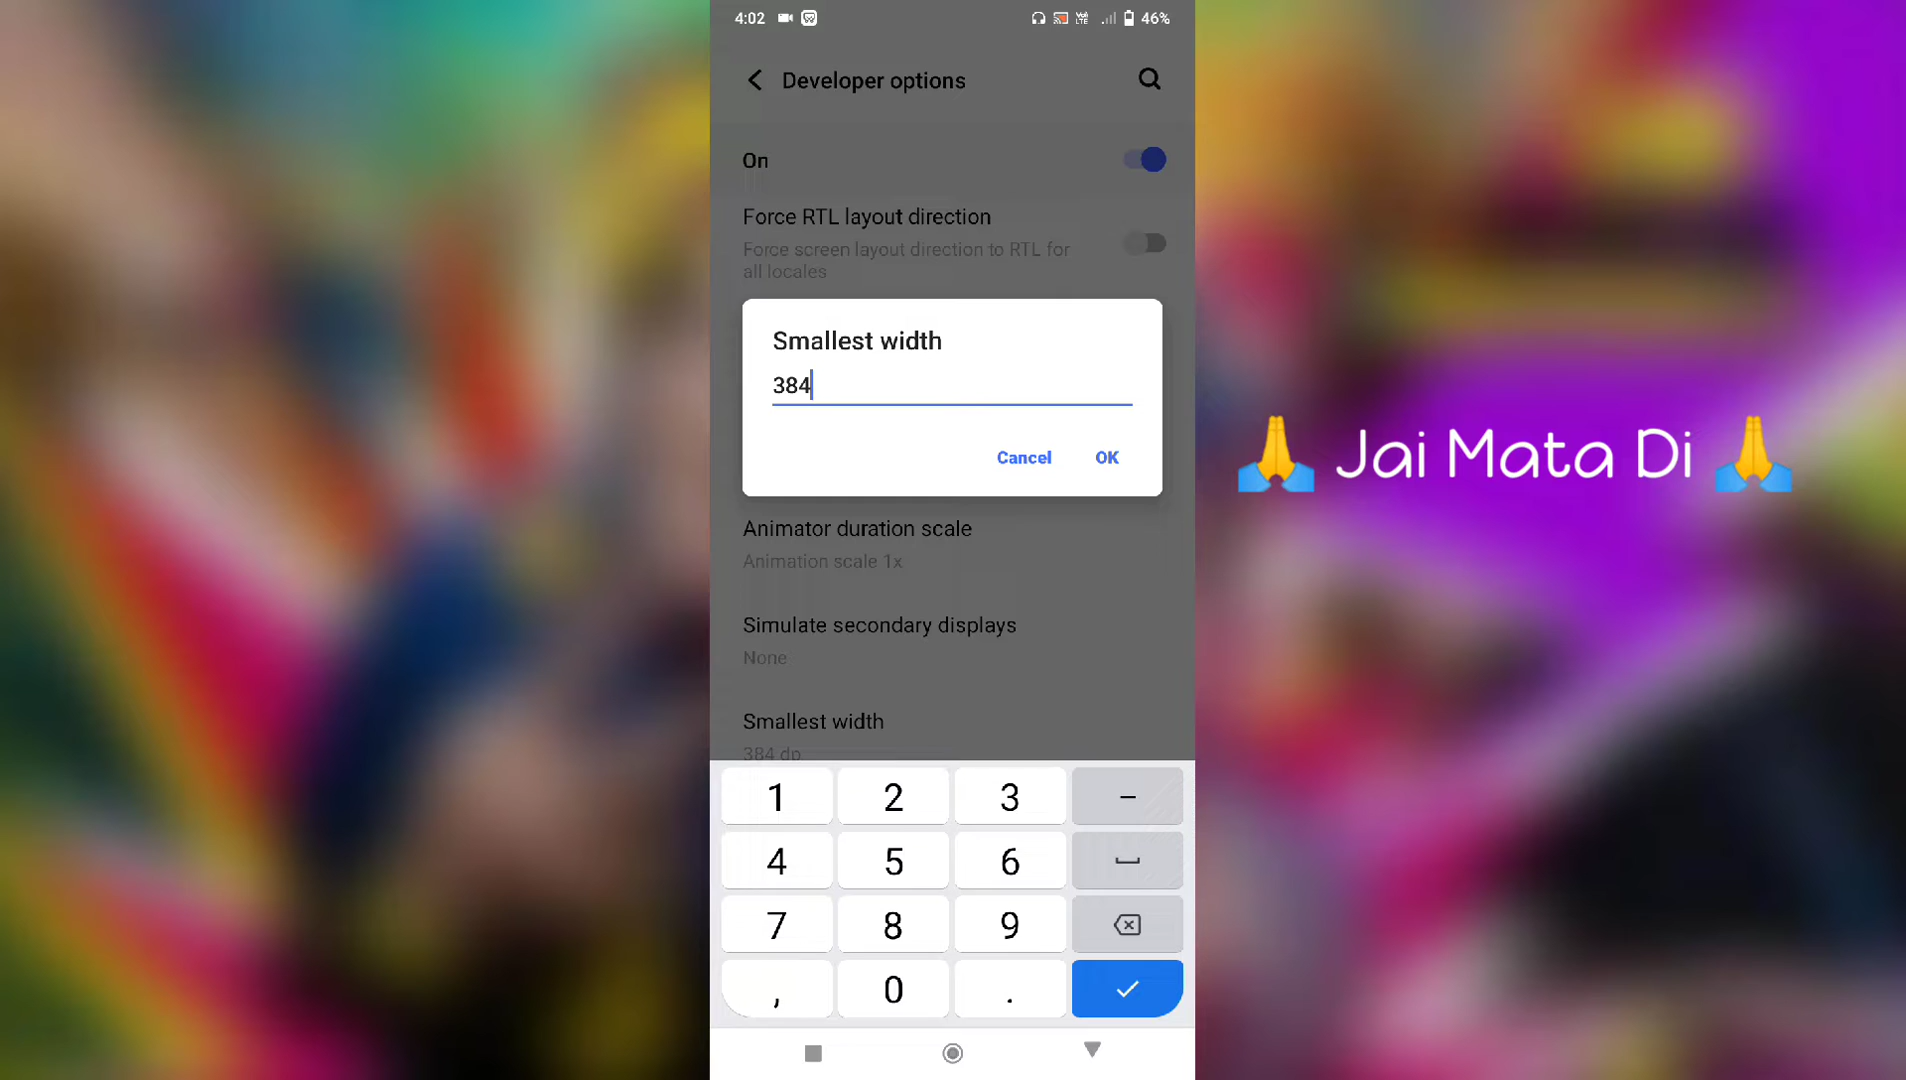 4:02 46%
Developer options
On
Force RTL layout direction
Force screen layout direction to RTL for
all locales
Smallest width
384
Cancel OK
Animator duration scale
Animation scale 1x
Simulate secondary displays
None
Smallest width
384 dp
1 2 3 –
4 5 6
7 8 9
, 0 .
🙏 Jai Mata Di 🙏